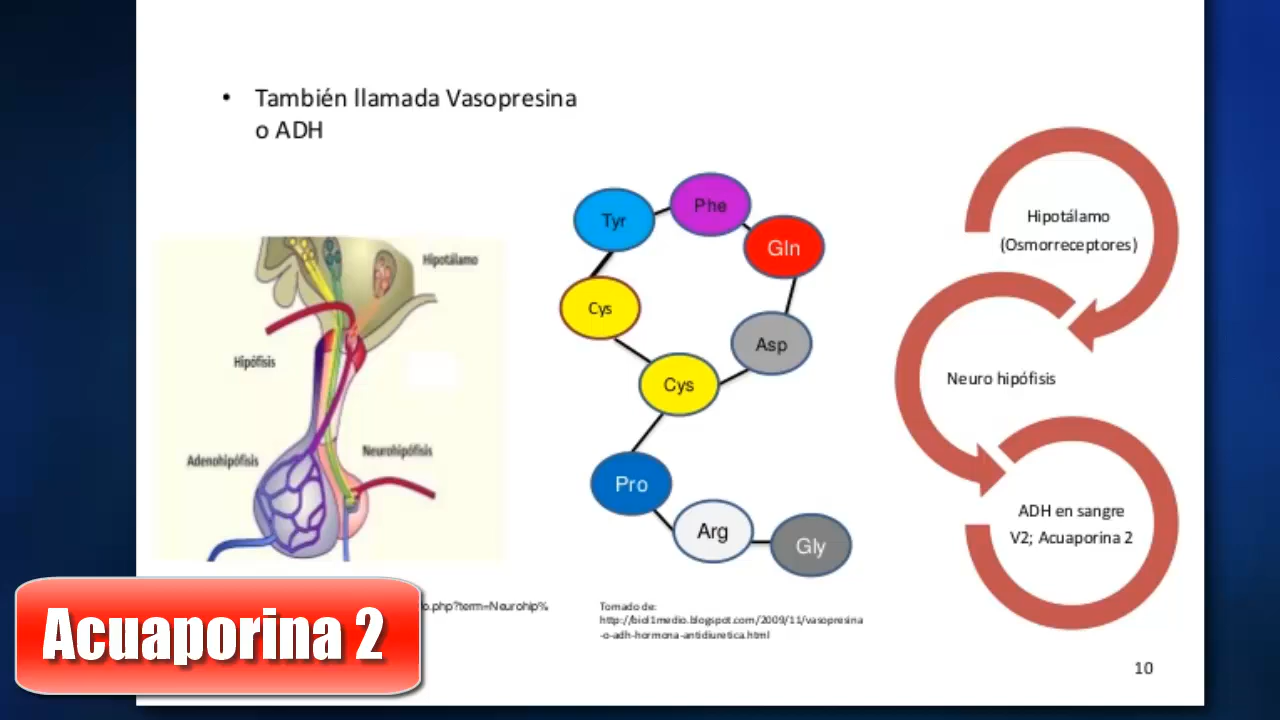 • También llamada Vasopresina
o ADH
Hipotálamo
Hipófisis
Adenohipófisis
Neurohipófisis
Tyr
Phe
Gln
Cys
Asp
Cys
Pro
Arg
Gly
Hipotálamo
(Osmorreceptores)
Neuro hipófisis
ADH en sangre
V2; Acuaporina 2
.php?term=Neurohip%
Tomado de:
http://biol1medio.blogspot.com/2009/11/vasopresina
-o-adh-hormona-antidiuretica.html
Acuaporina 2
10